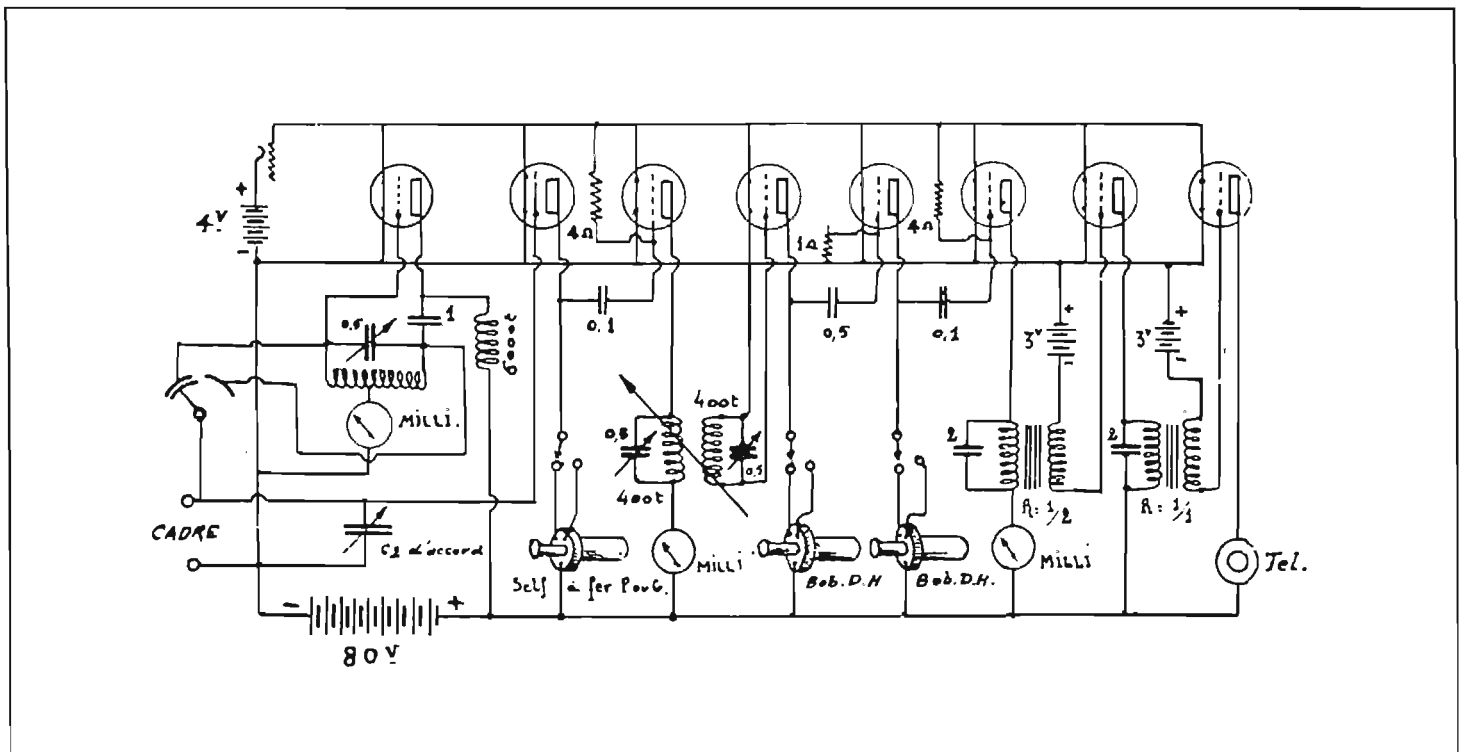 +
4V
-
4Ω
1Ω
4Ω
0,5
1
600t
0,1
0,5
0,1
+
3V
-
+
3V
-
MILLI.
0,5
400t
0,5
400t
2
R: 1/2
2
R: 1/1
CADRE
C2 d'accord
Self à fer P ou G.
MILLI
Bob. D.H
Bob. D.H.
MILLI
Tel.
-
+
80V